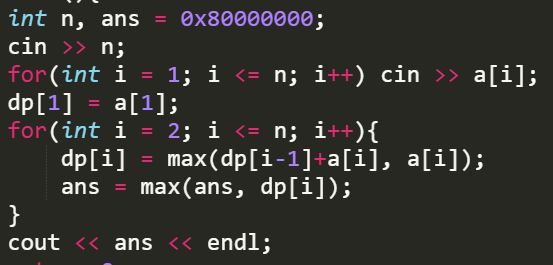 int n, ans = 0x80000000;
cin >> n;
for(int i = 1; i <= n; i++) cin >> a[i];
dp[1] = a[1];
for(int i = 2; i <= n; i++){
    dp[i] = max(dp[i-1]+a[i], a[i]);
    ans = max(ans, dp[i]);
}
cout << ans << endl;